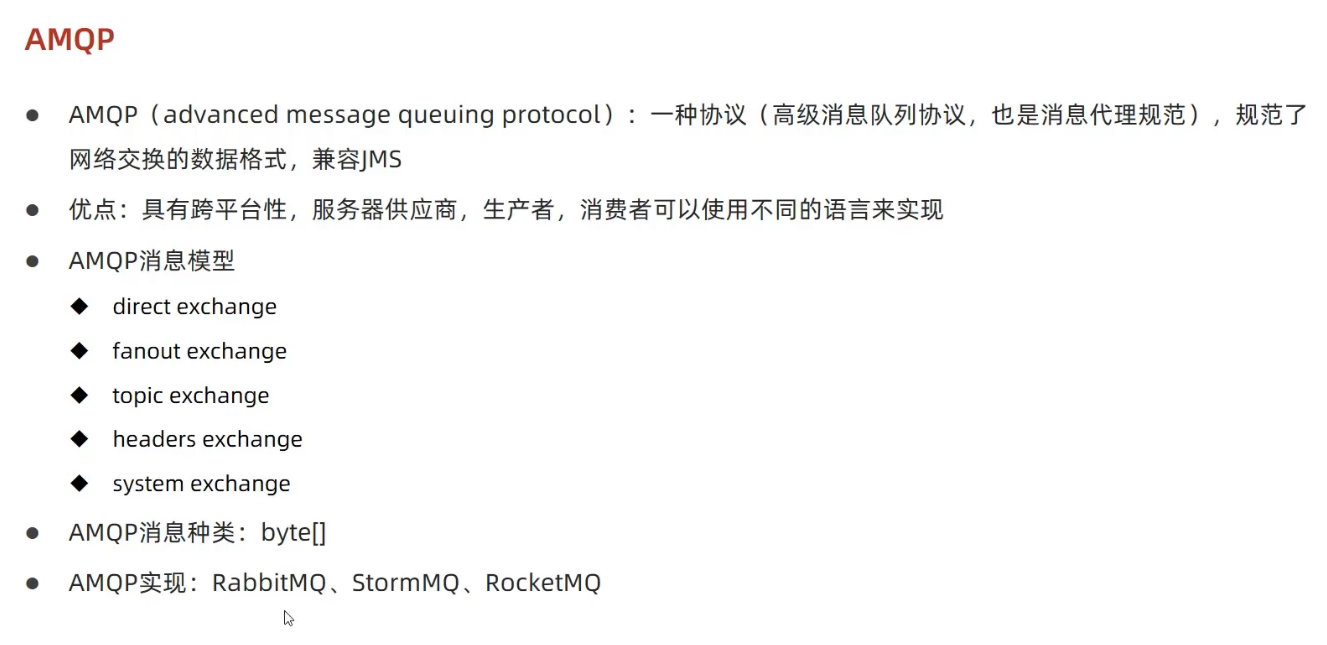 AMQP
AMQP（advanced message queuing protocol）：一种协议（高级消息队列协议，也是消息代理规范），规范了
网络交换的数据格式，兼容JMS
优点：具有跨平台性，服务器供应商，生产者，消费者可以使用不同的语言来实现
AMQP消息模型
direct exchange
fanout exchange
topic exchange
headers exchange
system exchange
AMQP消息种类：byte[]
AMQP实现：RabbitMQ、StormMQ、RocketMQ